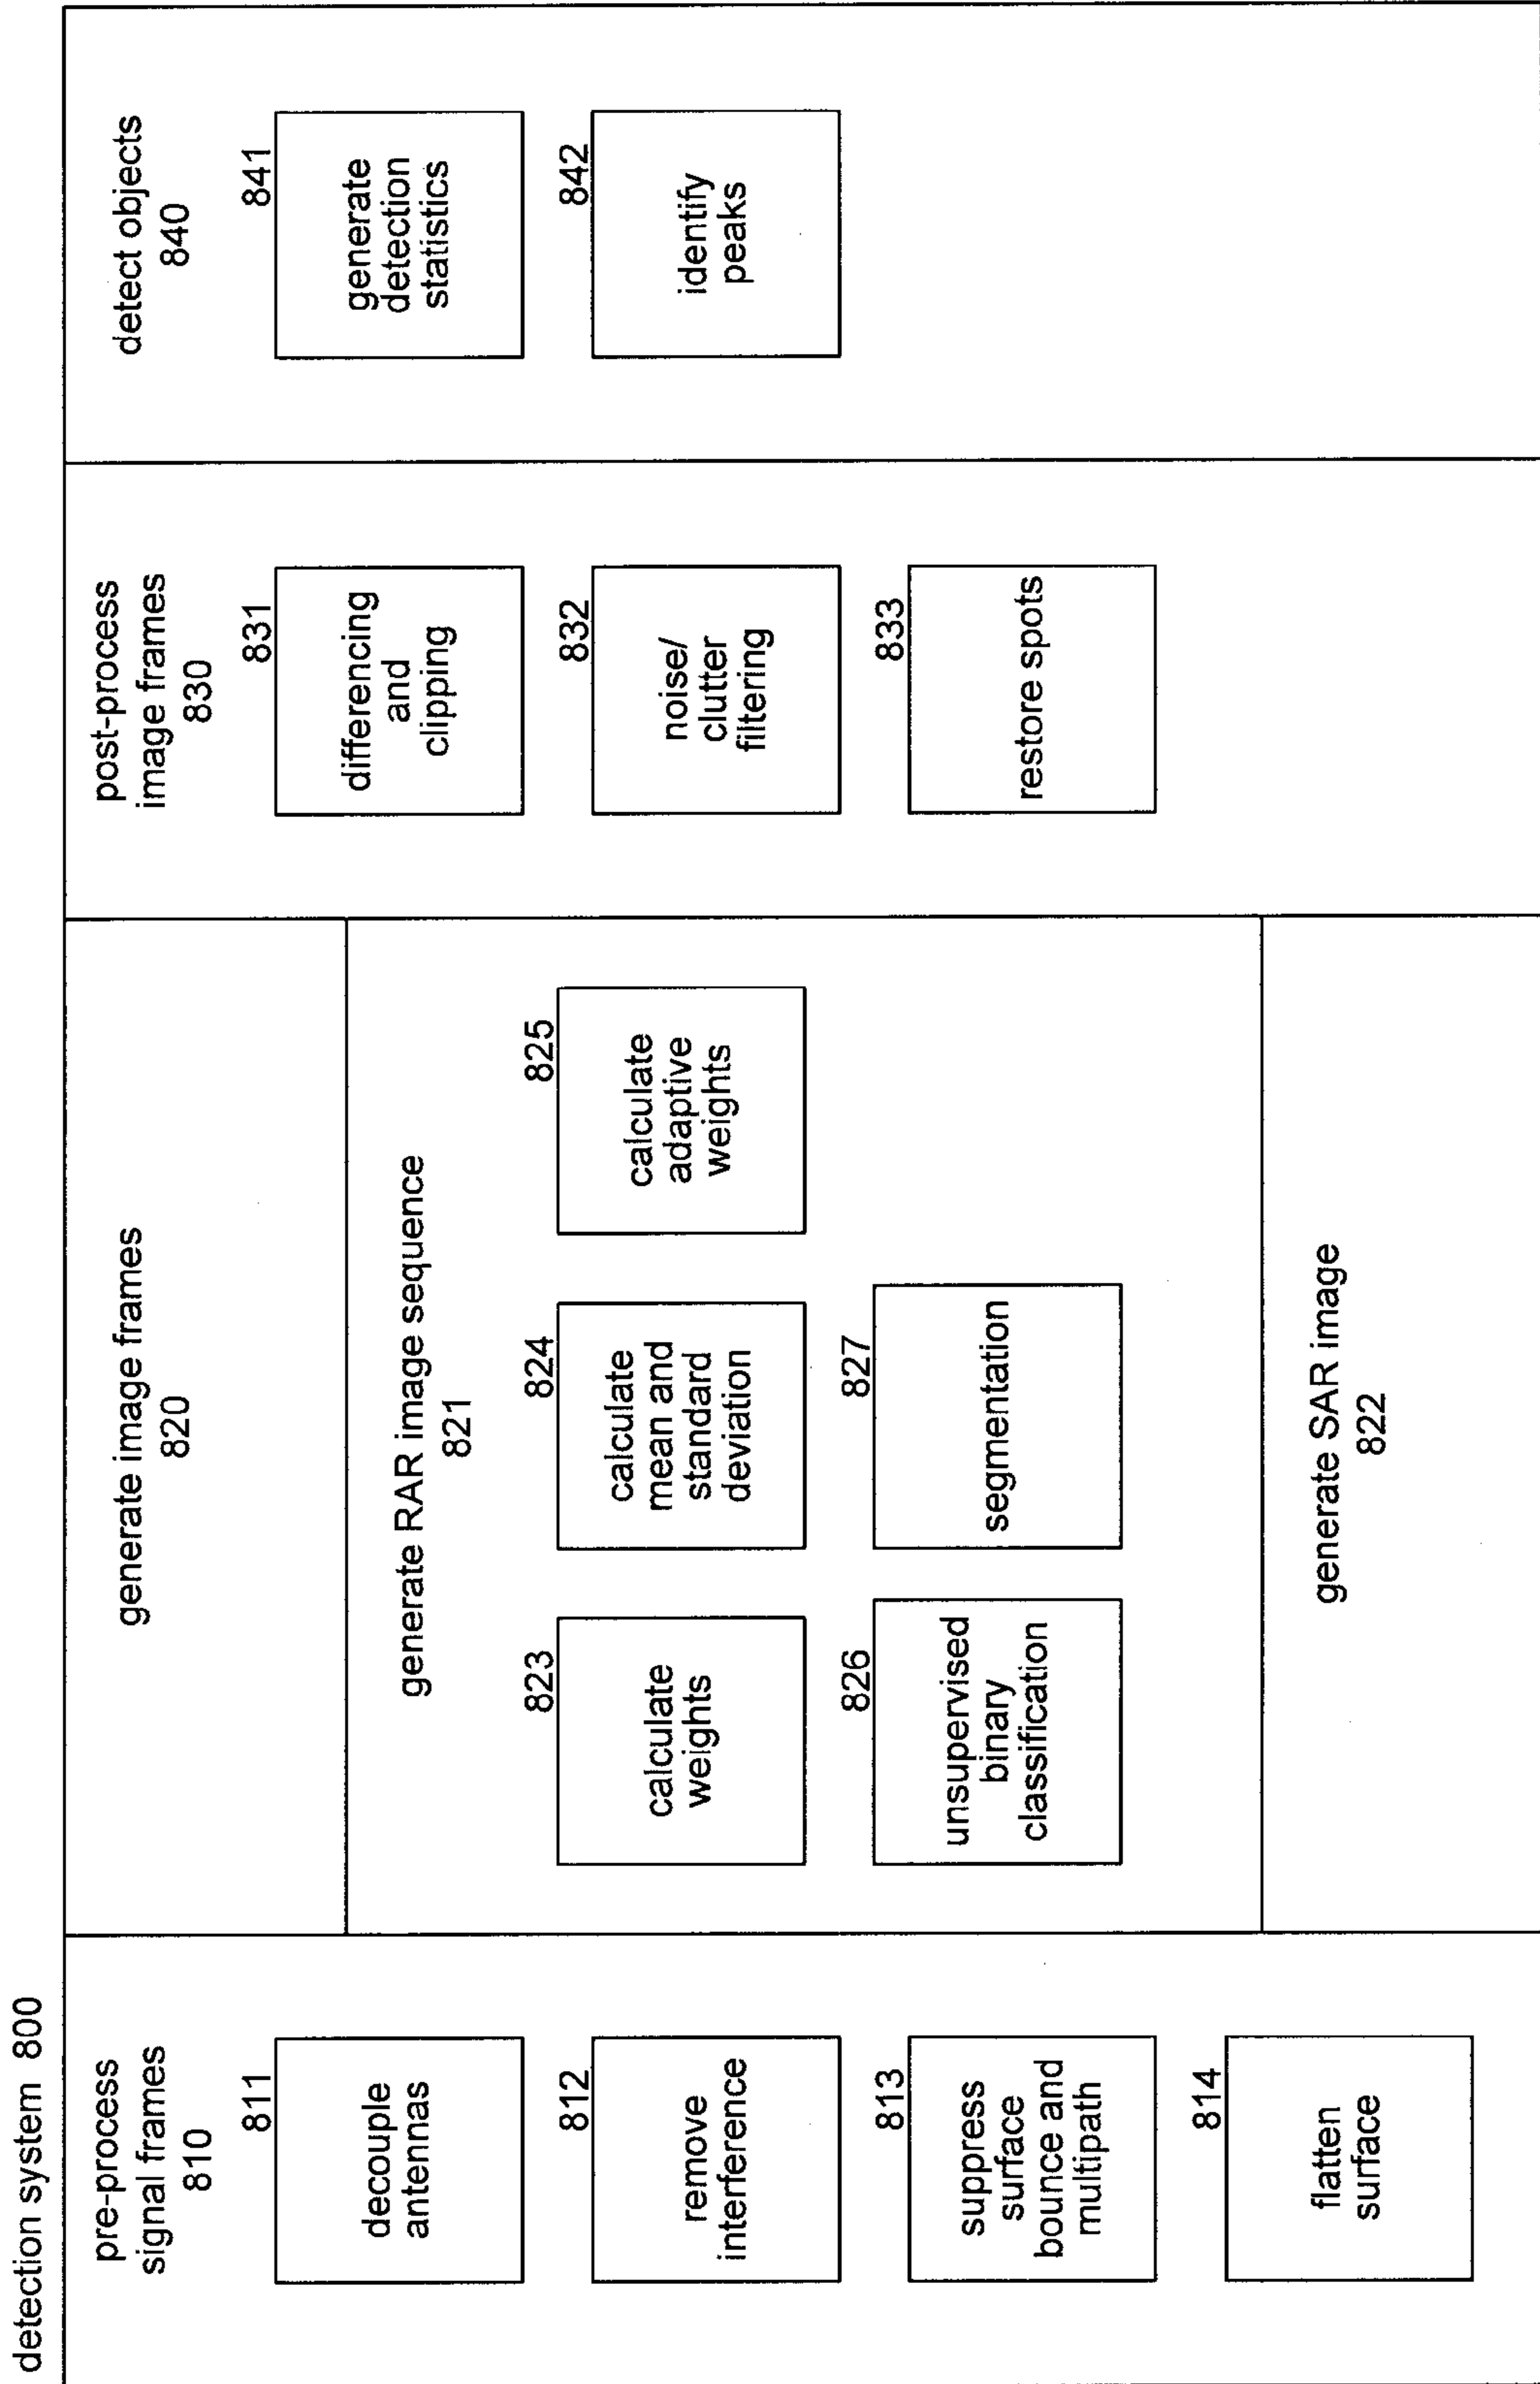 detection system 800
pre-process
signal frames
810
811
decouple
antennas
812
remove
interference
813
suppress
surface
bounce and
multipath
814
flatten
surface
generate image frames
820
generate RAR image sequence
821
823
calculate
weights
824
calculate
mean and
standard
deviation
825
calculate
adaptive
weights
826
unsupervised
binary
classification
827
segmentation
generate SAR image
822
post-process
image frames
830
831
differencing
and
clipping
832
noise/
clutter
filtering
833
restore spots
detect objects
840
841
generate
detection
statistics
842
identify
peaks